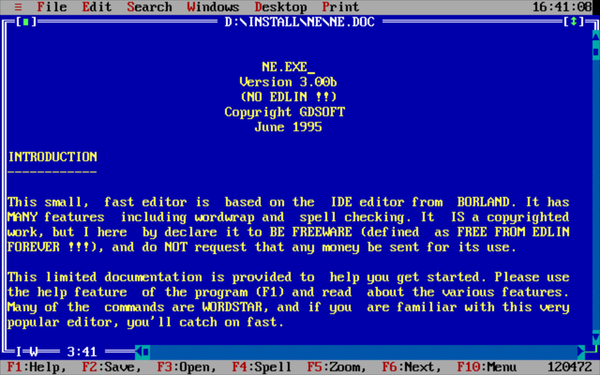 ≡ File Edit Search Windows Desktop Print 16:41:08
[■] D:\INSTALL\NE\NE.DOC [↕]
NE.EXE_
Version 3.00b
(NO EDLIN !!)
Copyright GDSOFT
June 1995
INTRODUCTION
------------
This small, fast editor is based on the IDE editor from BORLAND. It has
MANY features including wordwrap and spell checking. It IS a copyrighted
work, but I here by declare it to BE FREEWARE (defined as FREE FROM EDLIN
FOREVER !!!), and do NOT request that any money be sent for its use.
This limited documentation is provided to help you get started. Please use
the help feature of the program (F1) and read about the various features.
Many of the commands are WORDSTAR, and if you are familiar with this very
popular editor, you'll catch on fast.
I W 3:41
F1:Help, F2:Save, F3:Open, F4:Spell F5:Zoom, F6:Next, F10:Menu 120472